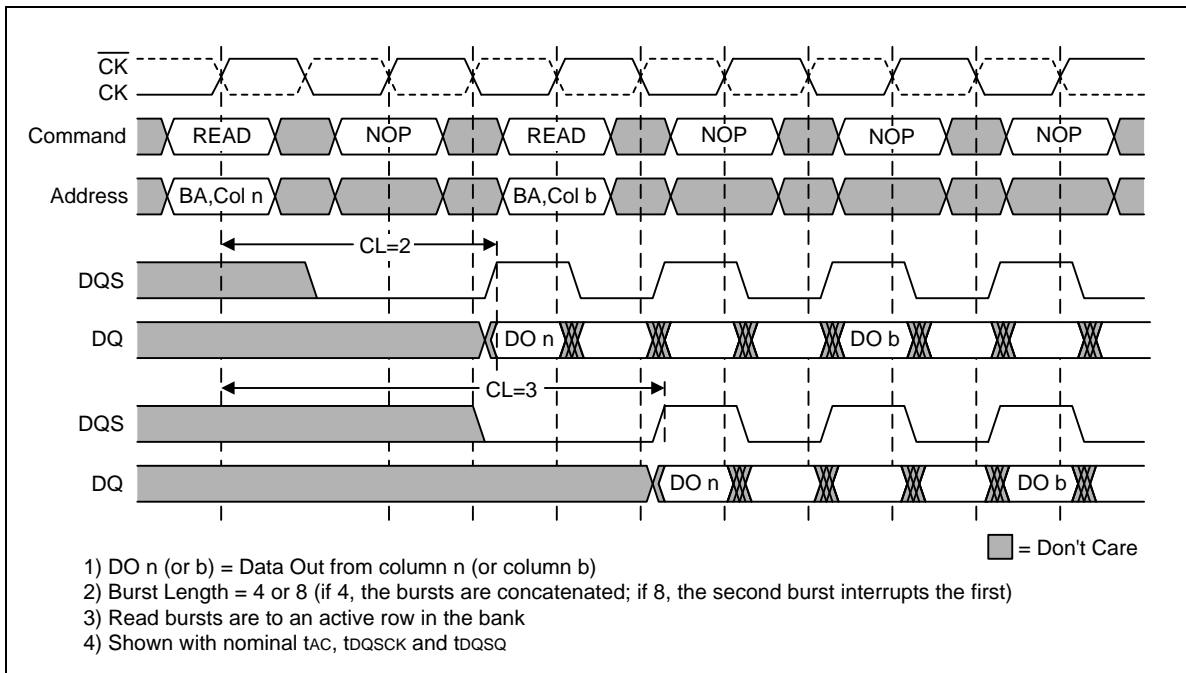 CK
CK
Command READ NOP READ NOP NOP NOP
Address BA,Col n BA,Col b
CL=2
DQS
DQ DO n DO b
CL=3
DQS
DQ DO n DO b
= Don't Care
1) DO n (or b) = Data Out from column n (or column b)
2) Burst Length = 4 or 8 (if 4, the bursts are concatenated; if 8, the second burst interrupts the first)
3) Read bursts are to an active row in the bank
4) Shown with nominal tAC, tDQSCK and tDQSQ